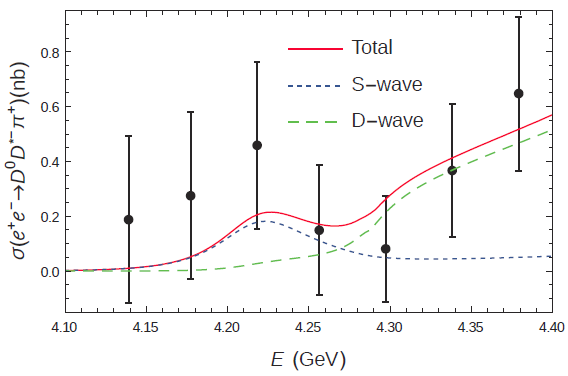 σ(e⁺e⁻→D⁰D*⁻π⁺)(nb)
Total
S-wave
D-wave
0.8
0.6
0.4
0.2
0.0
4.10 4.15 4.20 4.25 4.30 4.35 4.40
E (GeV)